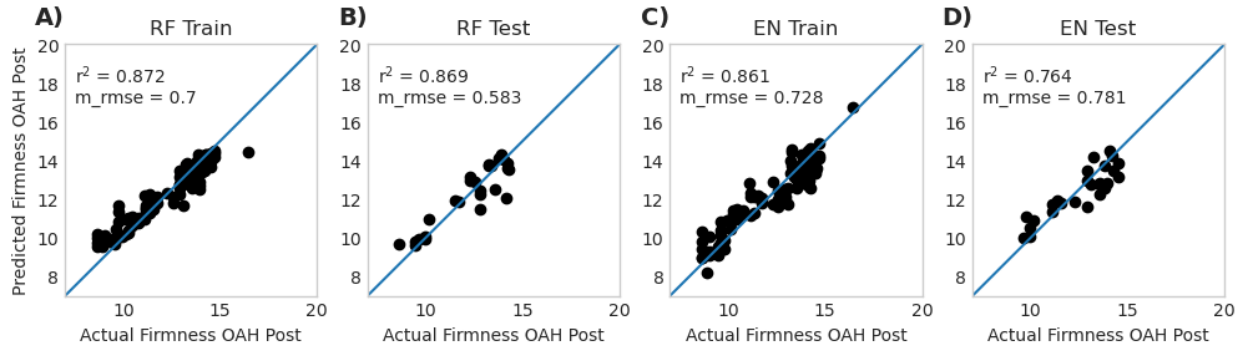 A) RF Train
B) RF Test
C) EN Train
D) EN Test
Predicted Firmness OAH Post
20
18
16
14
12
10
8
r² = 0.872
m_rmse = 0.7
10 15 20
Actual Firmness OAH Post
20
18
16
14
12
10
8
r² = 0.869
m_rmse = 0.583
10 15 20
Actual Firmness OAH Post
20
18
16
14
12
10
8
r² = 0.861
m_rmse = 0.728
10 15 20
Actual Firmness OAH Post
20
18
16
14
12
10
8
r² = 0.764
m_rmse = 0.781
10 15 20
Actual Firmness OAH Post